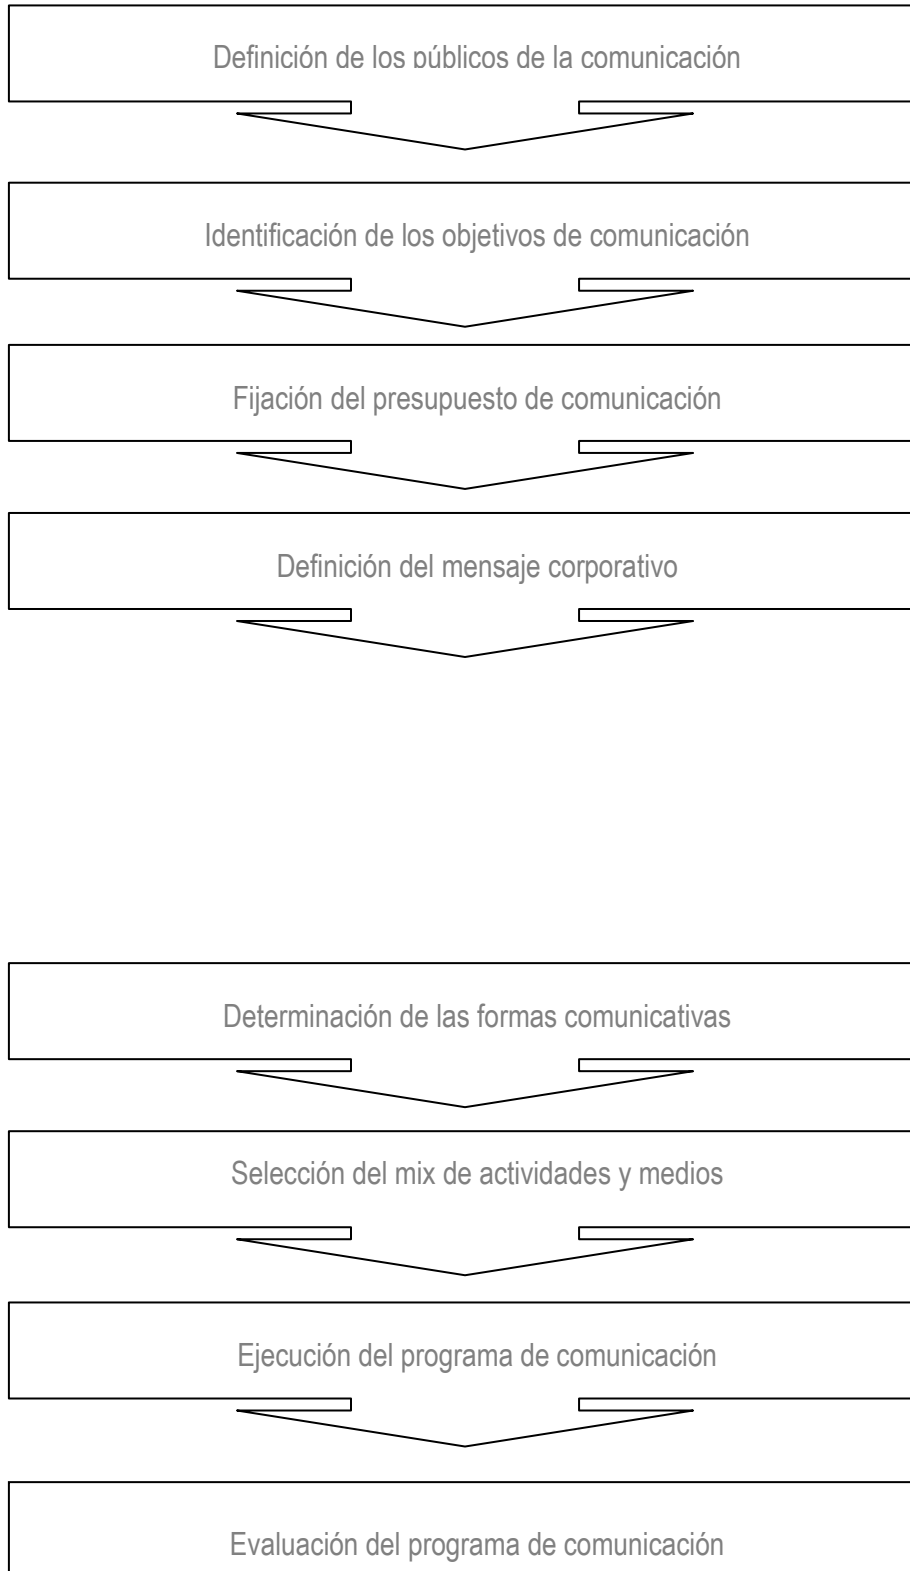 Definición de los públicos de la comunicación
Identificación de los objetivos de comunicación
Fijación del presupuesto de comunicación
Definición del mensaje corporativo
Determinación de las formas comunicativas
Selección del mix de actividades y medios
Ejecución del programa de comunicación
Evaluación del programa de comunicación